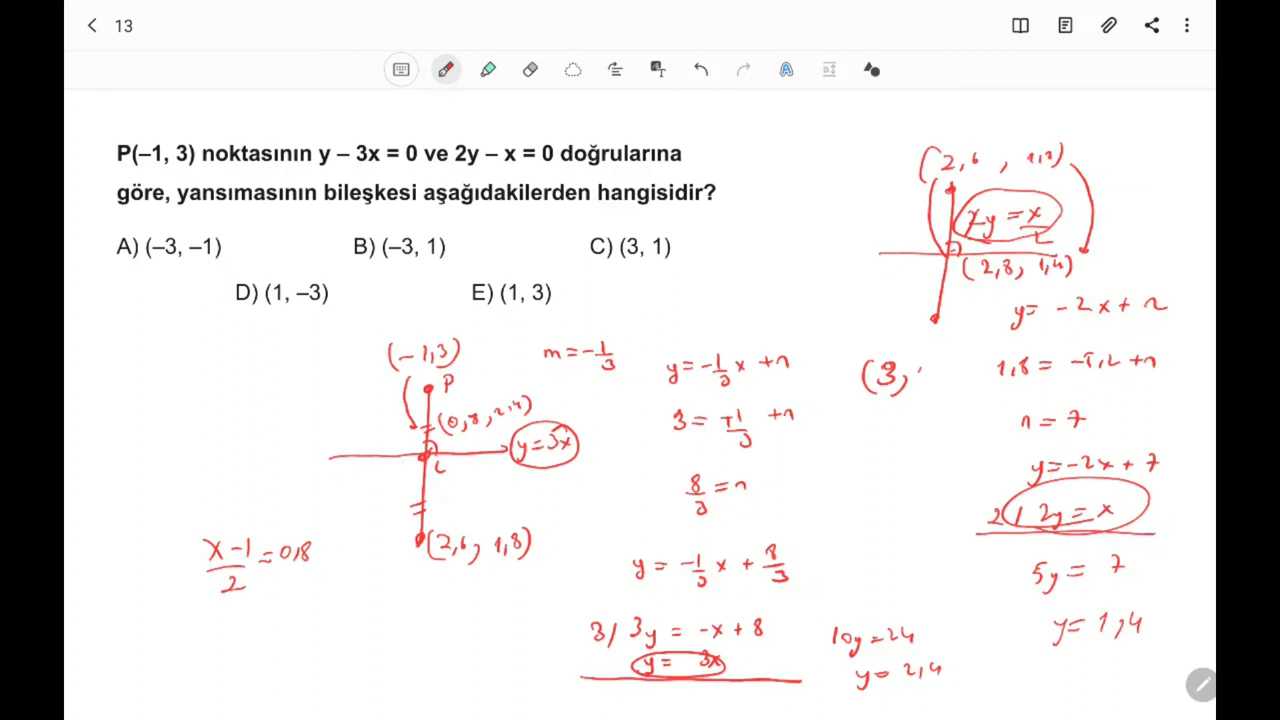 13
P(–1, 3) noktasının y – 3x = 0 ve 2y – x = 0 doğrularına
göre, yansımasının bileşkesi aşağıdakilerden hangisidir?
A) (–3, –1) B) (–3, 1) C) (3, 1)
D) (1, –3) E) (1, 3)
(-1,3)
P
(0,8, 2,4)
y=3x
L
(2,6, 1,8)
x-1/2 = 0,8
m=-1/3
y=-1/3x +n
3 = +1/3 +n
8/3 = n
y = -1/3x + 8/3
3/ 3y = -x + 8
y = 3x
10y=24
y= 2,4
(3,
2y = x
(2,8, 1,4)
y= -2x + n
1,8 = -5,2 +n
n = 7
y=-2x+7
2/ 2y=x
5y= 7
y= 1,4